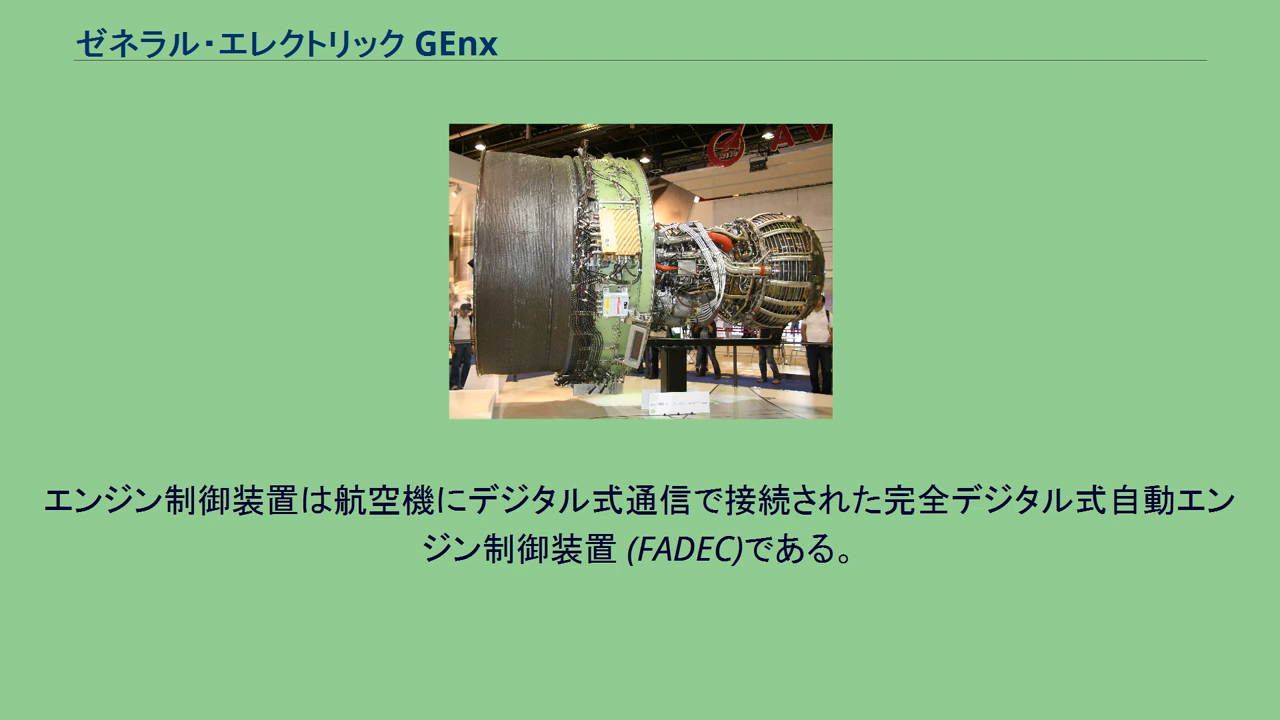 ゼネラル・エレクトリック GEnx
AV
エンジン制御装置は航空機にデジタル式通信で接続された完全デジタル式自動エン
ジン制御装置 (FADEC)である。